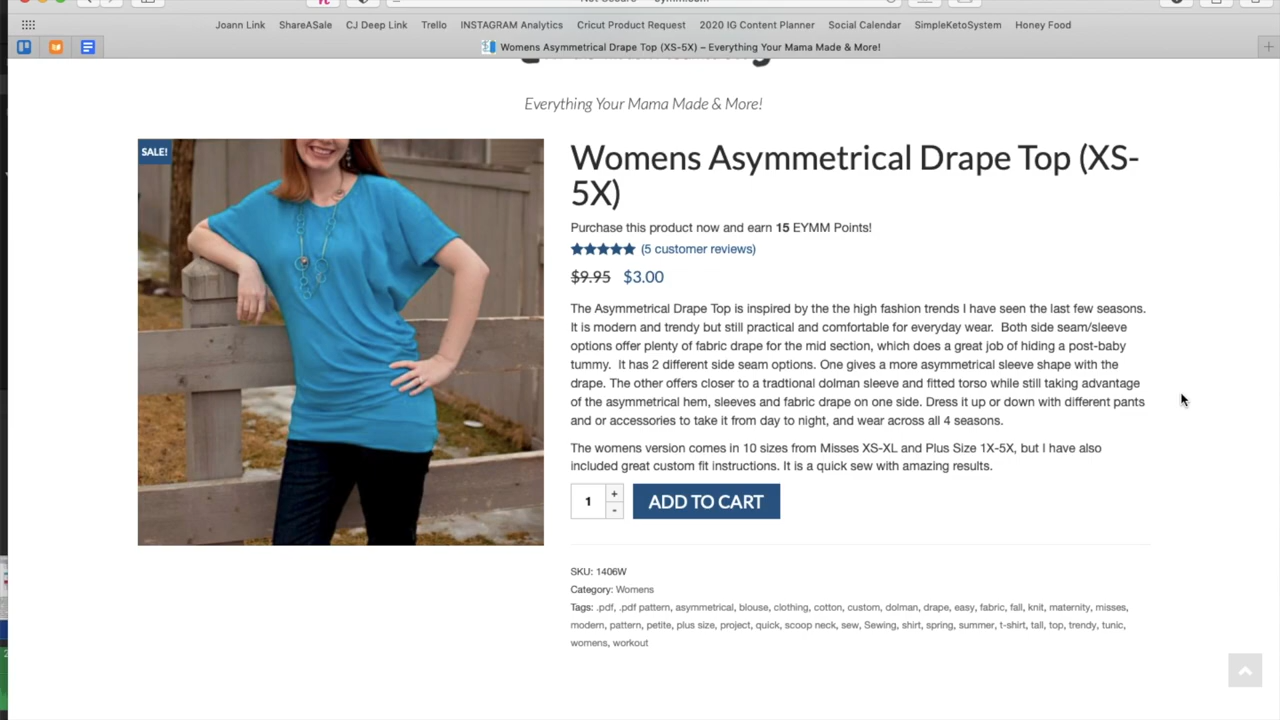 Joann Link ShareASale CJ Deep Link Trello INSTAGRAM Analytics Cricut Product Request 2020 IG Content Planner Social Calendar SimpleKetoSystem Honey Food
Womens Asymmetrical Drape Top (XS-5X) – Everything Your Mama Made & More!
Everything Your Mama Made & More!
SALE!
Womens Asymmetrical Drape Top (XS-
5X)
Purchase this product now and earn 15 EYMM Points!
(5 customer reviews)
$9.95 $3.00
The Asymmetrical Drape Top is inspired by the the high fashion trends I have seen the last few seasons.
It is modern and trendy but still practical and comfortable for everyday wear. Both side seam/sleeve
options offer plenty of fabric drape for the mid section, which does a great job of hiding a post-baby
tummy. It has 2 different side seam options. One gives a more asymmetrical sleeve shape with the
drape. The other offers closer to a tradtional dolman sleeve and fitted torso while still taking advantage
of the asymmetrical hem, sleeves and fabric drape on one side. Dress it up or down with different pants
and or accessories to take it from day to night, and wear across all 4 seasons.
The womens version comes in 10 sizes from Misses XS-XL and Plus Size 1X-5X, but I have also
included great custom fit instructions. It is a quick sew with amazing results.
1 + -
ADD TO CART
SKU: 1406W
Category: Womens
Tags: .pdf, .pdf pattern, asymmetrical, blouse, clothing, cotton, custom, dolman, drape, easy, fabric, fall, knit, maternity, misses,
modern, pattern, petite, plus size, project, quick, scoop neck, sew, Sewing, shirt, spring, summer, t-shirt, tall, top, trendy, tunic,
womens, workout